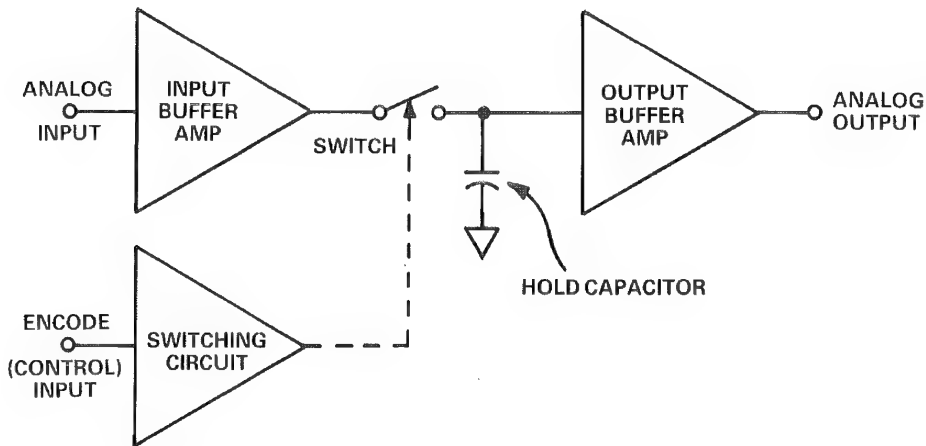 ANALOG
INPUT
INPUT
BUFFER
AMP
SWITCH
OUTPUT
BUFFER
AMP
ANALOG
OUTPUT
HOLD CAPACITOR
ENCODE
(CONTROL)
INPUT
SWITCHING
CIRCUIT